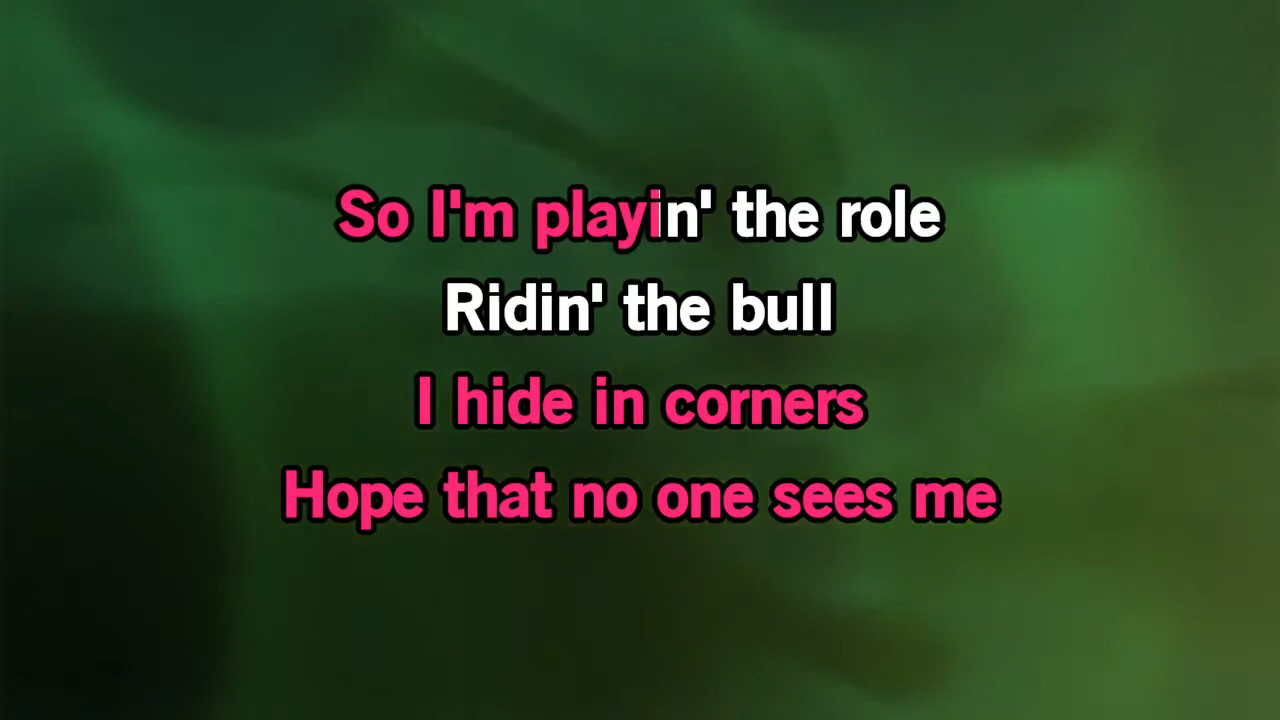 So I'm playin' the role
Ridin' the bull
I hide in corners
Hope that no one sees me